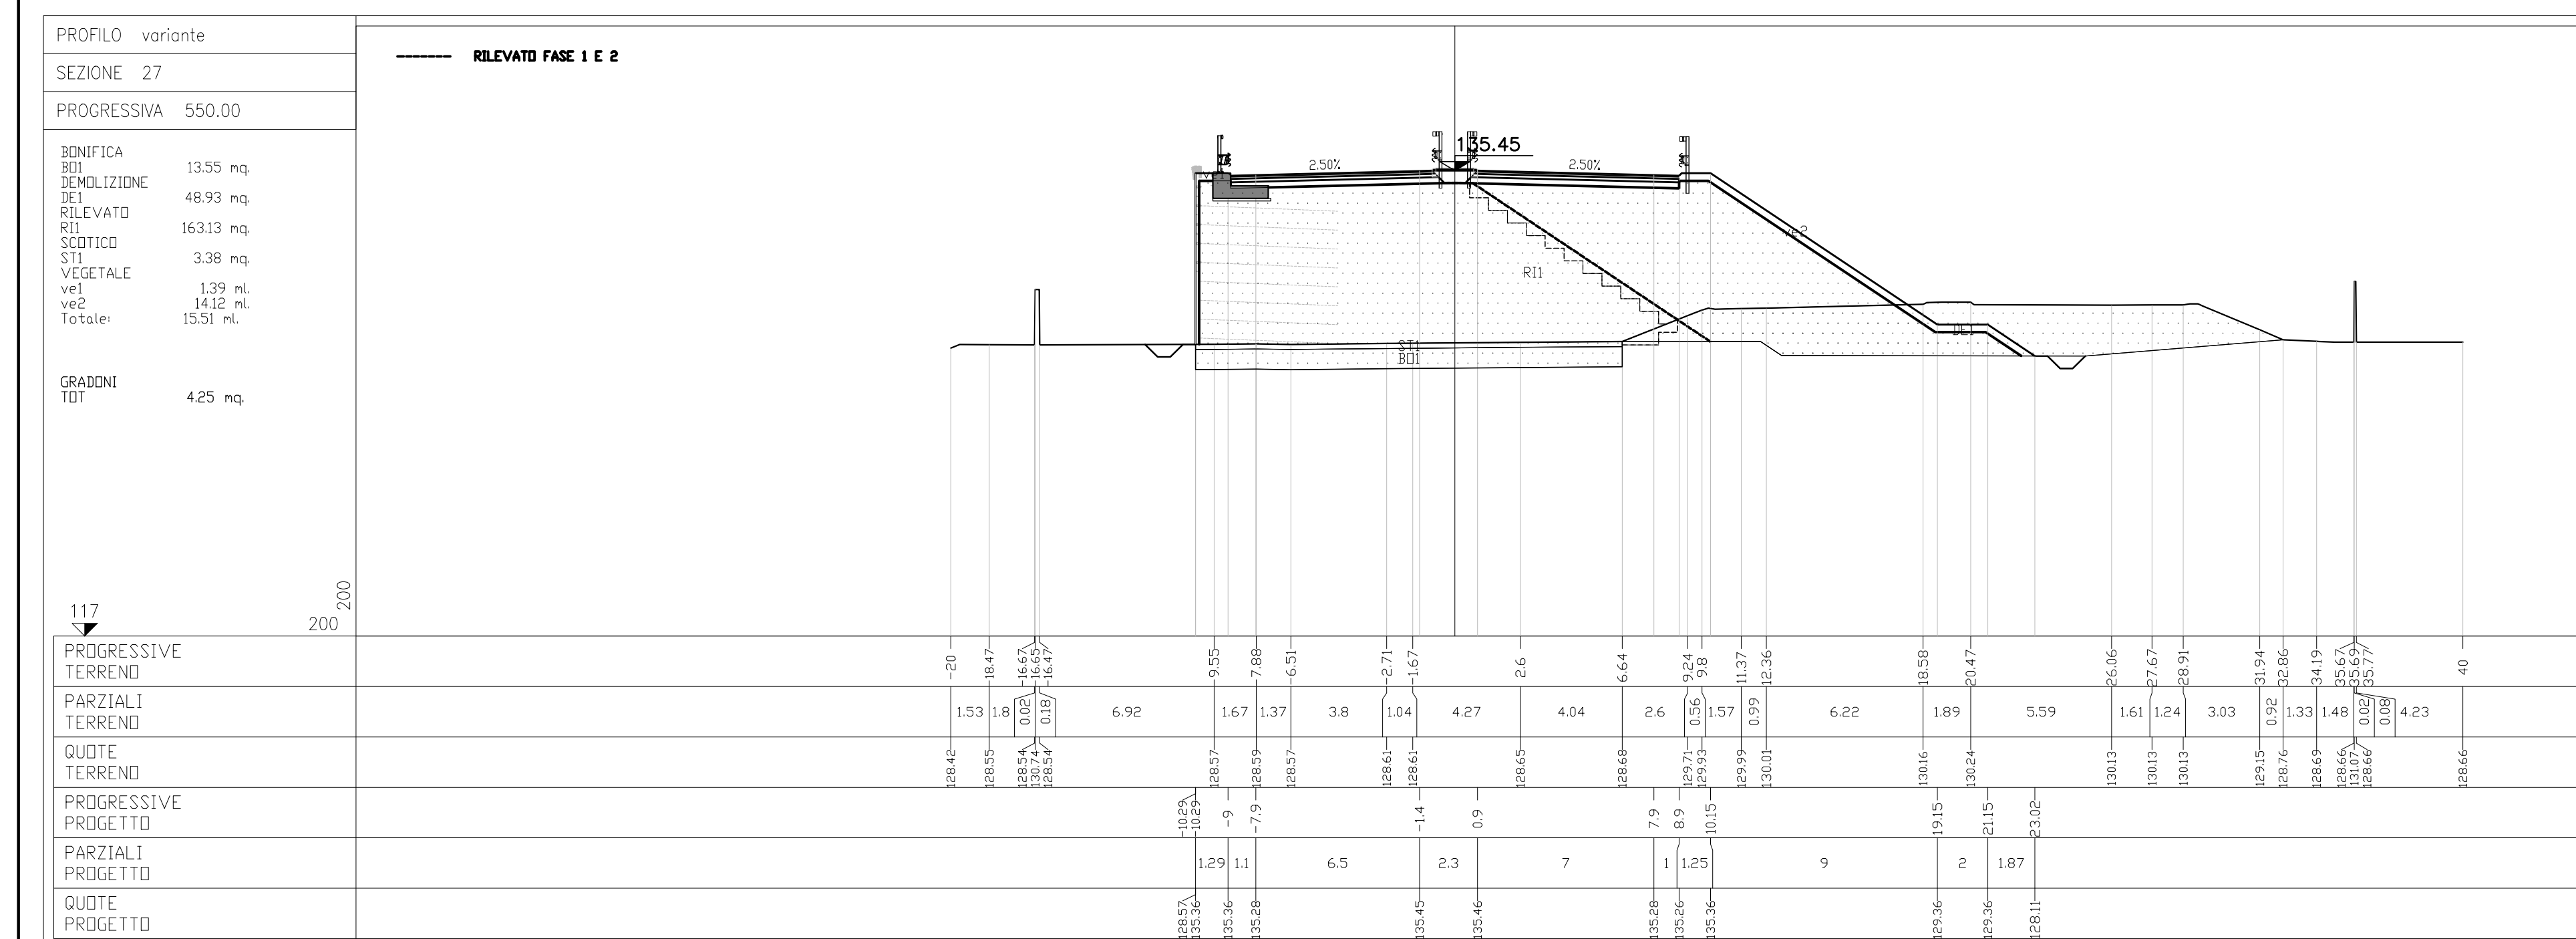 PROFILO variante
SEZIONE 27
PROGRESSIVA 550.00
RILEVATO FASE 1 E 2
BONIFICA
BO1 13.55 mq.
DEMOLIZIONE
DE1 48.93 mq.
RILEVATO
RI1 163.13 mq.
SCOTICO
ST1 3.38 mq.
VEGETALE
ve1 1.39 ml.
ve2 14.12 ml.
Totale: 15.51 ml.
GRADONI
TOT 4.25 mq.
135.45
2.50% 2.50%
ve1
ve2
RI1
DE1
ST1
BO1
200
117 200
PROGRESSIVE TERRENO
-20 -18.47 -16.67 -16.65 -16.47 -9.55 -7.88 -6.51 -2.71 -1.67 2.6 6.64 9.24 9.8 11.37 12.36 18.58 20.47 26.06 27.67 28.91 31.94 32.86 34.19 35.67 35.69 35.77 40
PARZIALI TERRENO
1.53 1.8 0.02 0.18 6.92 1.67 1.37 3.8 1.04 4.27 4.04 2.6 0.56 1.57 0.99 6.22 1.89 5.59 1.61 1.24 3.03 0.92 1.33 1.48 0.02 0.08 4.23
QUOTE TERRENO
128.42 128.55 128.54 130.74 128.54 128.57 128.59 128.57 128.61 128.61 128.65 128.68 129.71 129.93 129.99 130.01 130.16 130.24 130.13 130.13 130.13 129.15 128.76 128.69 128.66 131.07 128.66 128.66
PROGRESSIVE PROGETTO
-10.29 -10.29 -9 -7.9 -1.4 0.9 7.9 8.9 10.15 19.15 21.15 23.02
PARZIALI PROGETTO
1.29 1.1 6.5 2.3 7 1 1.25 9 2 1.87
QUOTE PROGETTO
128.57 135.36 135.36 135.28 135.45 135.46 135.28 135.26 135.36 129.36 129.36 128.11